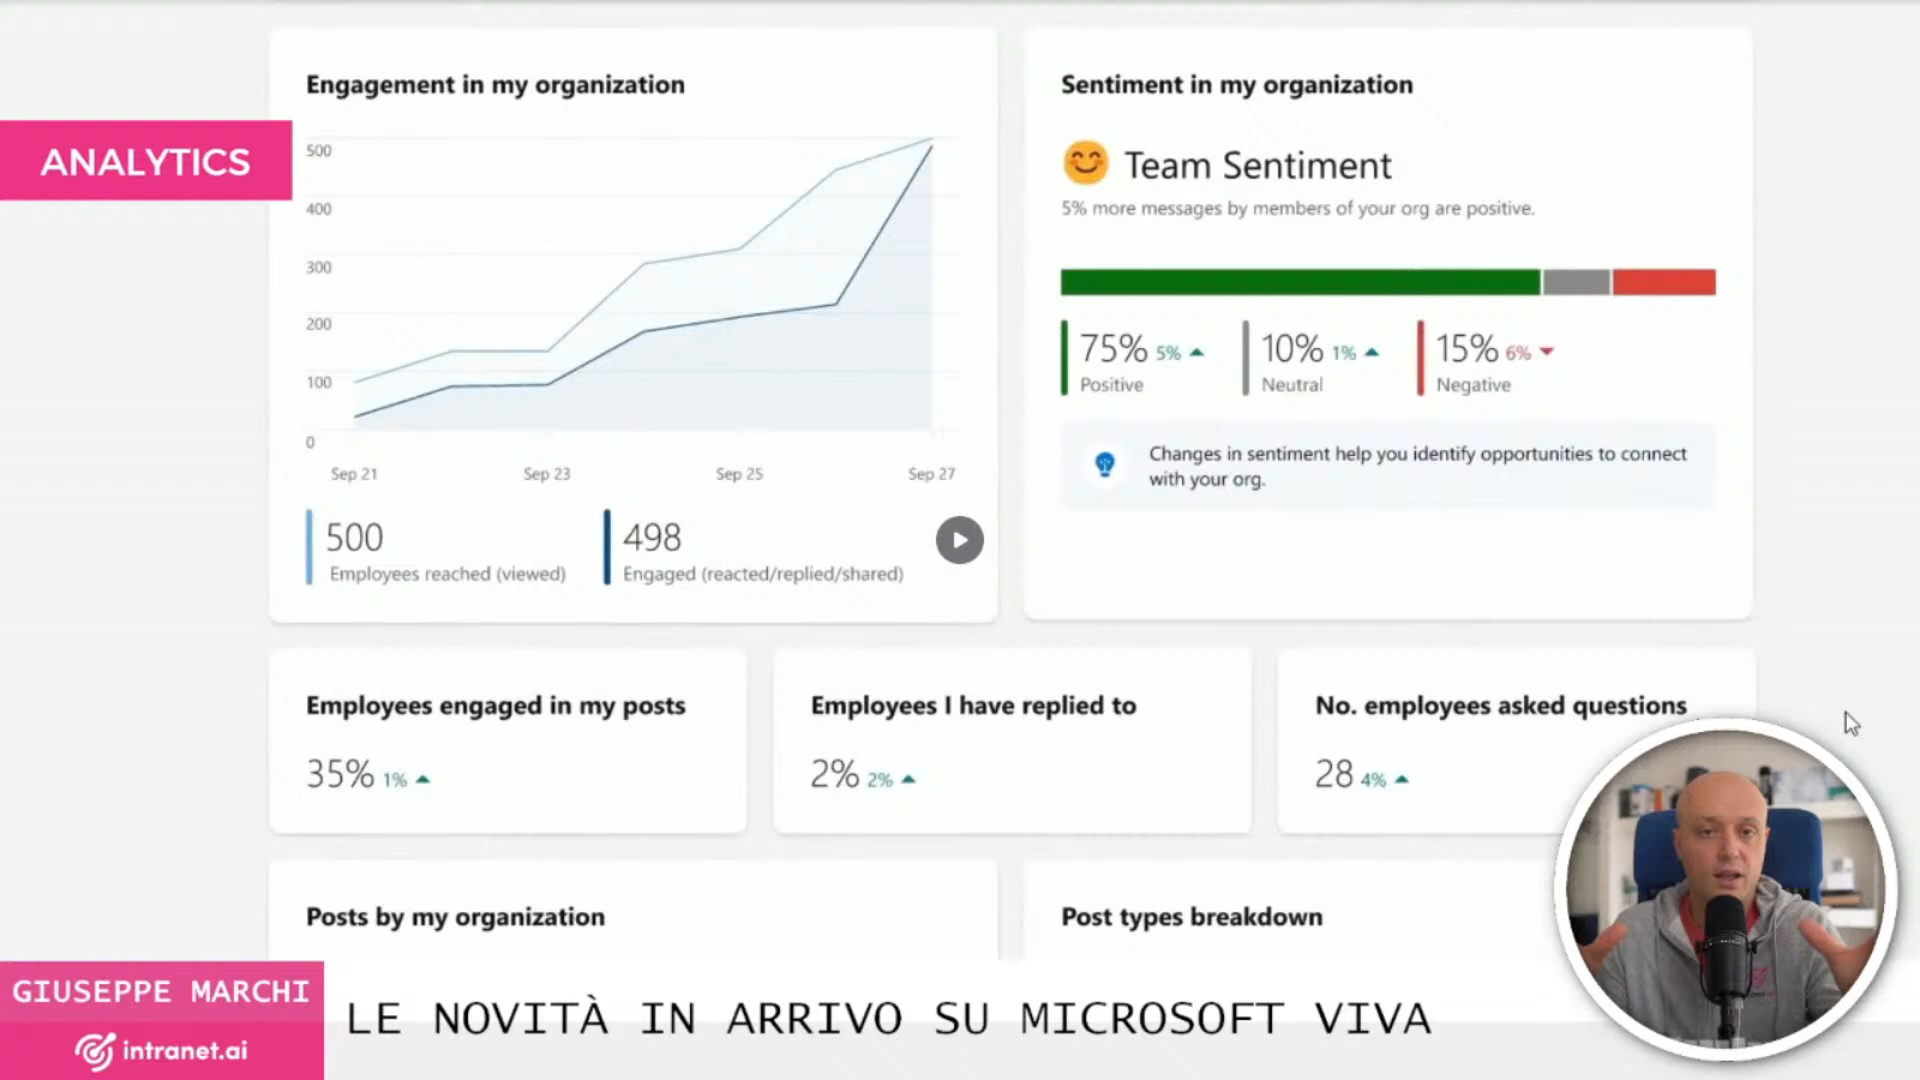 Engagement in my organization
500
400
300
200
100
0
Sep 21
Sep 23
Sep 25
Sep 27
500
Employees reached (viewed)
498
Engaged (reacted/replied/shared)
Sentiment in my organization
Team Sentiment
5% more messages by members of your org are positive.
75% 5%
Positive
10% 1%
Neutral
15% 6%
Negative
Changes in sentiment help you identify opportunities to connect
with your org.
ANALYTICS
Employees engaged in my posts
35% 1%
Employees I have replied to
2% 2%
No. employees asked questions
28 4%
Posts by my organization
Post types breakdown
GIUSEPPE MARCHI
intranet.ai
LE NOVITÀ IN ARRIVO SU MICROSOFT VIVA